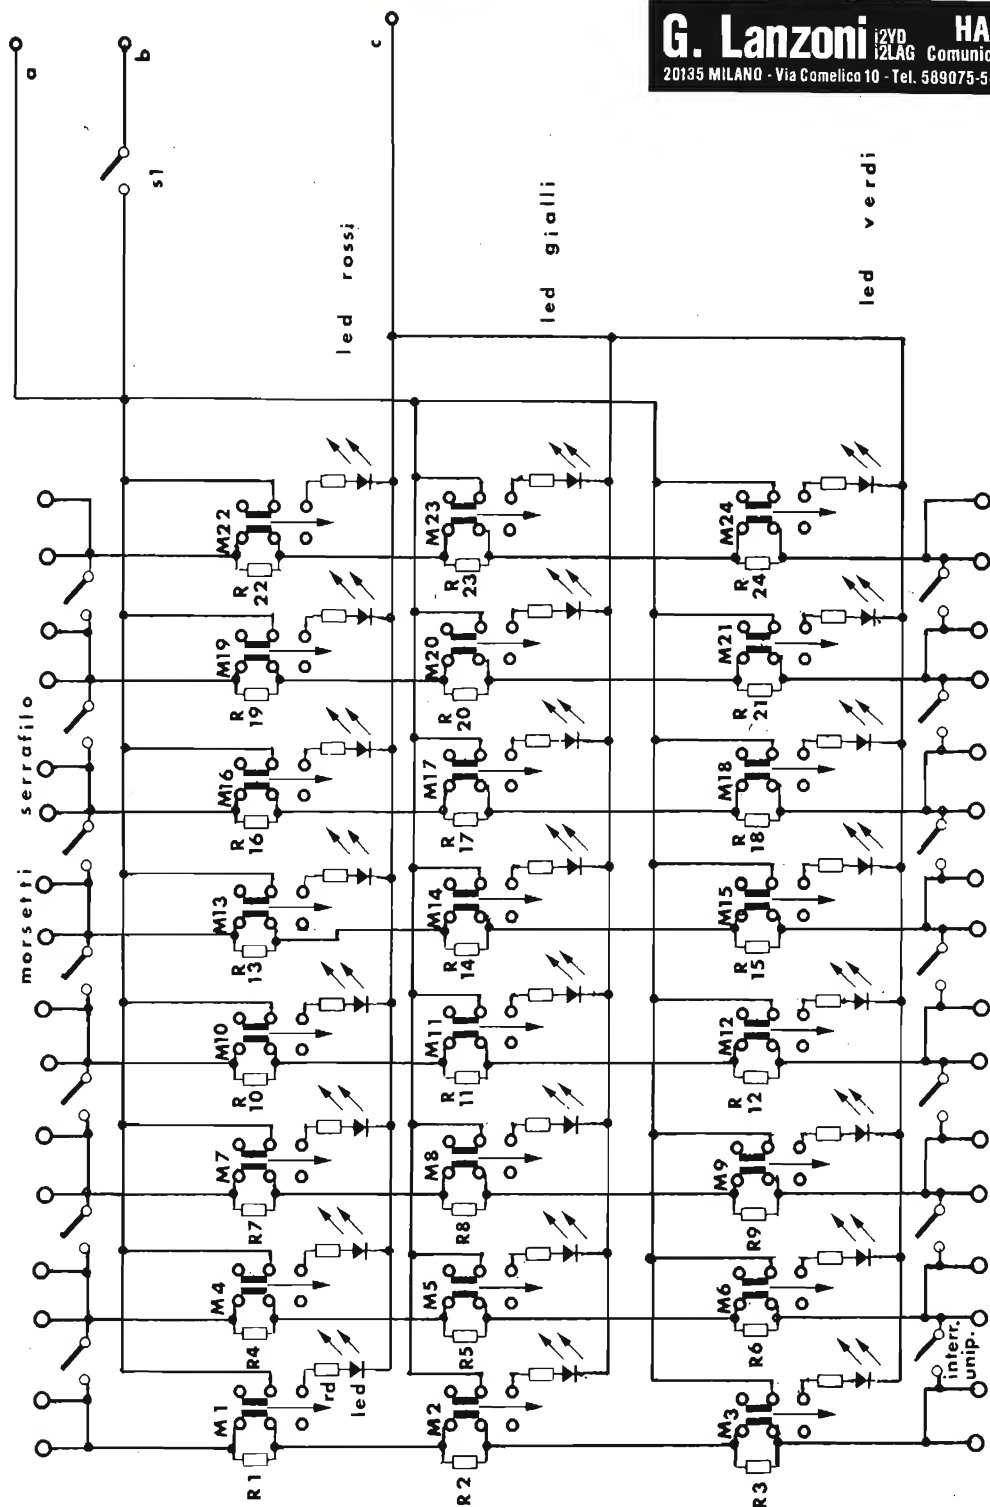 G. Lanzoni i2YD i2LAG HA
Comunic
20135 MILANO - Via Comelico 10 - Tel. 589075-5
a
b
c
s1
led rossi
led gialli
led verdi
morsetti serrafilo
M22
R 22
M19
R 19
M16
R 16
M13
R 13
M10
R 10
M7
R7
M4
R4
M1
R1
rd
led
M23
R 23
M20
R 20
M17
R 17
M14
R 14
M11
R 11
M8
R8
M5
R5
M2
R2
M24
R 24
M21
R 21
M18
R 18
M15
R 15
M12
R 12
M9
R9
M6
R6
M3
R3
interr.
unip.